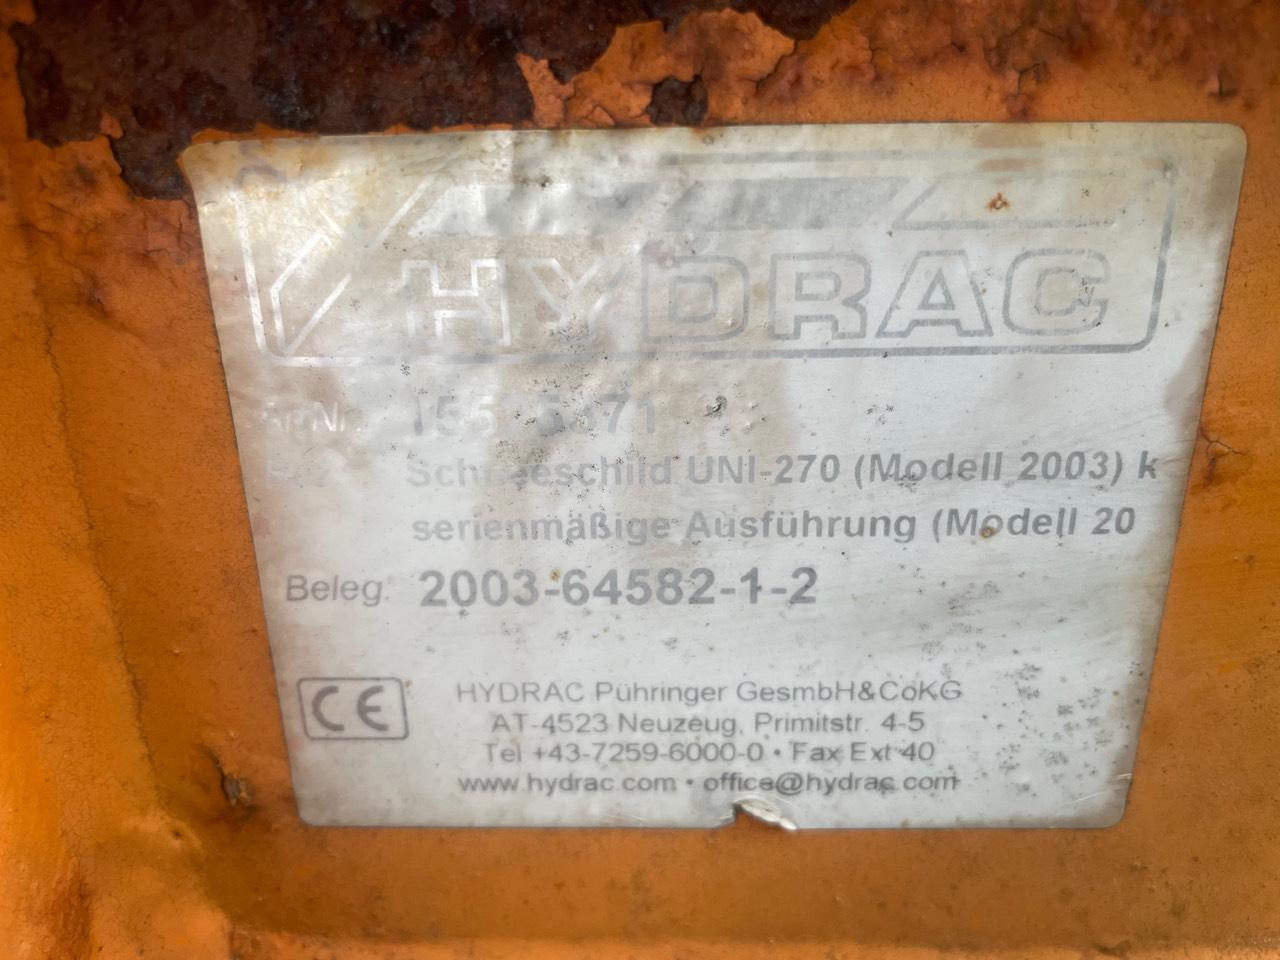 HYDRAC
Schneeschild UNI-270 (Modell 2003) k
serienmäßige Ausführung (Modell 20
Beleg: 2003-64582-1-2
CE
HYDRAC Pühringer GesmbH&CoKG
AT-4523 Neuzeug, Primitstr. 4-5
Tel +43-7259-6000-0 • Fax Ext 40
www.hydrac.com • office@hydrac.com